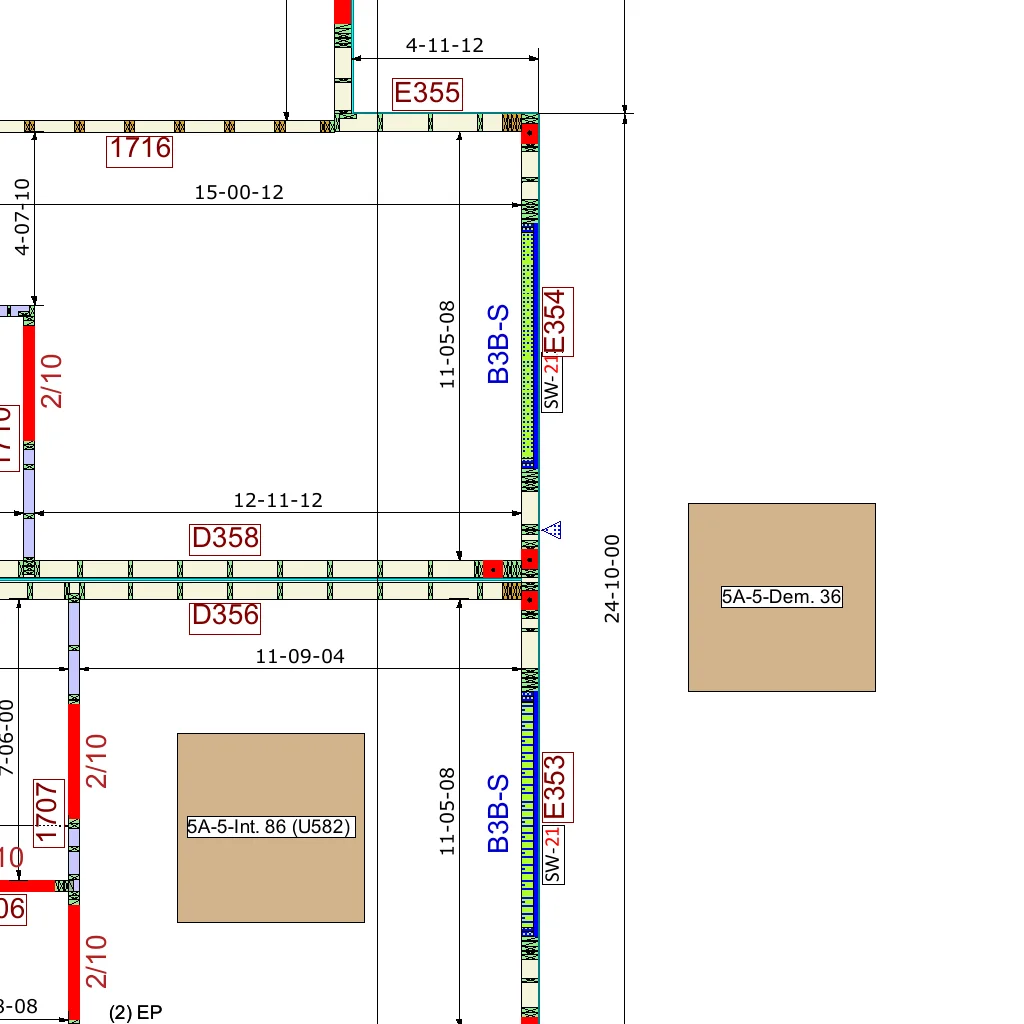 4-11-12
E355
1716
15-00-12
4-07-10
11-05-08
B3B-S
E354
SW-21
2/10
12-11-12
D358
24-10-00
5A-5-Dem. 36
D356
11-09-04
7-06-00
2/10
1707
5A-5-Int. 86 (U582)
11-05-08
B3B-S
E353
SW-21
10
06
2/10
3-08
(2) EP